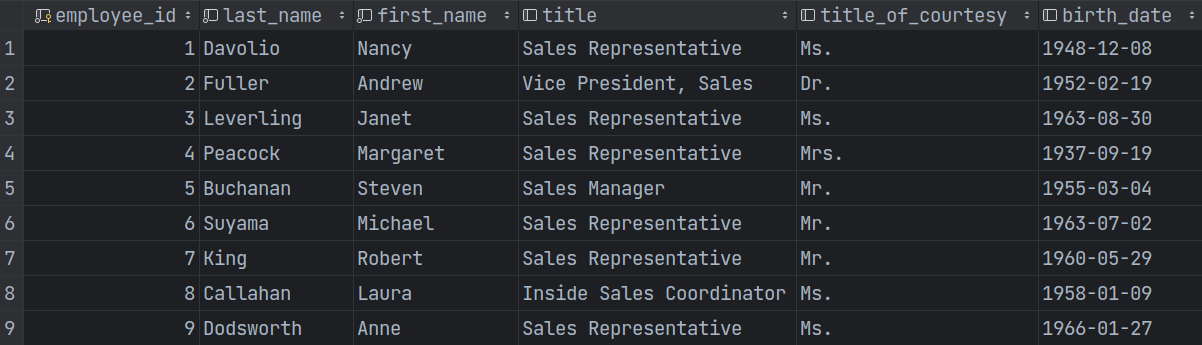 employee_id last_name first_name title title_of_courtesy birth_date
1 1 Davolio Nancy Sales Representative Ms. 1948-12-08
2 2 Fuller Andrew Vice President, Sales Dr. 1952-02-19
3 3 Leverling Janet Sales Representative Ms. 1963-08-30
4 4 Peacock Margaret Sales Representative Mrs. 1937-09-19
5 5 Buchanan Steven Sales Manager Mr. 1955-03-04
6 6 Suyama Michael Sales Representative Mr. 1963-07-02
7 7 King Robert Sales Representative Mr. 1960-05-29
8 8 Callahan Laura Inside Sales Coordinator Ms. 1958-01-09
9 9 Dodsworth Anne Sales Representative Ms. 1966-01-27